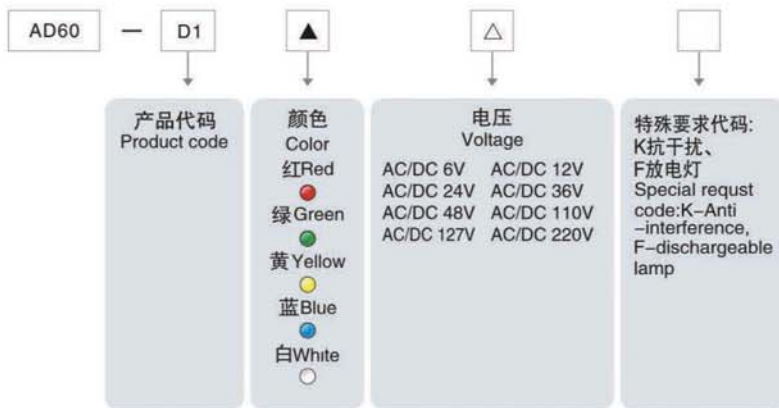 AD60 — D1 ▲ △
产品代码
Product code
颜色
Color
红Red
绿Green
黄Yellow
蓝Blue
白White
电压
Voltage
AC/DC 6V AC/DC 12V
AC/DC 24V AC/DC 36V
AC/DC 48V AC/DC 110V
AC/DC 127V AC/DC 220V
特殊要求代码:
K抗干扰、
F放电灯
Special requst
code:K–Anti
–interference,
F–dischargeable
lamp